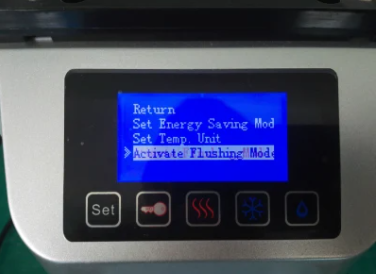 Return
Set Energy Saving Mod
Set Temp. Unit
>Activate Flushing Mode
Set